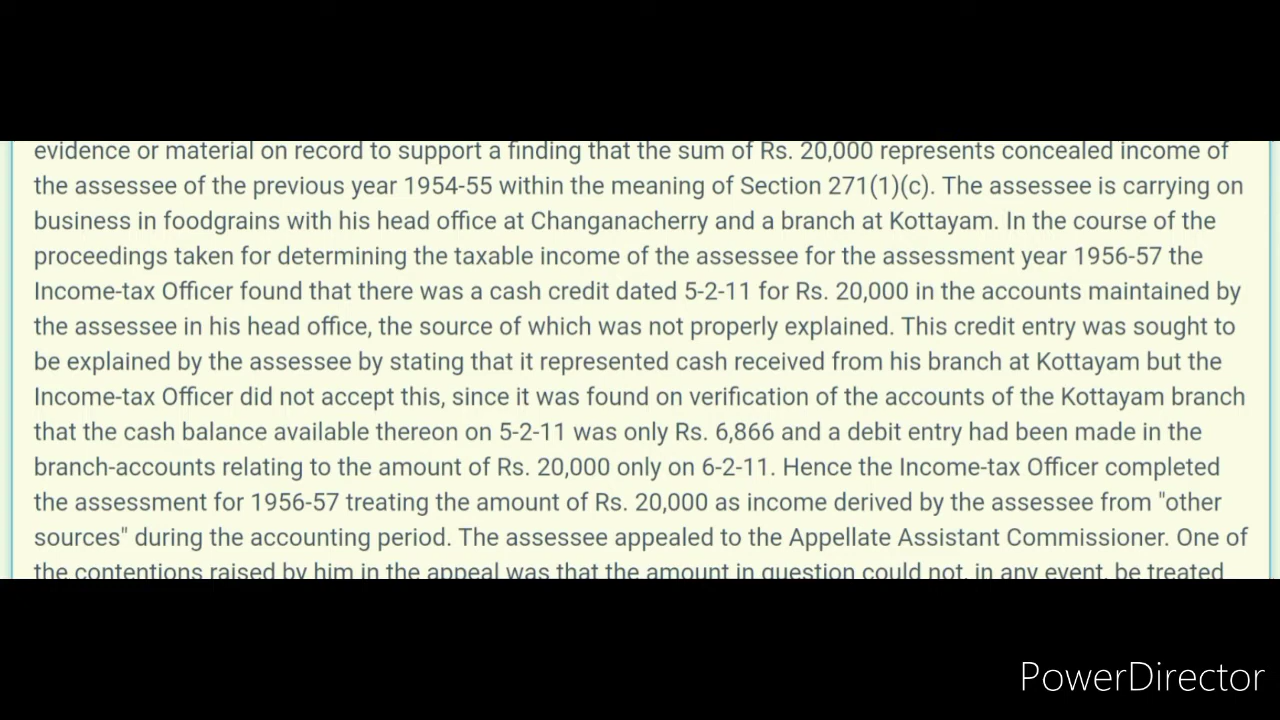 evidence or material on record to support a finding that the sum of Rs. 20,000 represents concealed income of
the assessee of the previous year 1954-55 within the meaning of Section 271(1)(c). The assessee is carrying on
business in foodgrains with his head office at Changanacherry and a branch at Kottayam. In the course of the
proceedings taken for determining the taxable income of the assessee for the assessment year 1956-57 the
Income-tax Officer found that there was a cash credit dated 5-2-11 for Rs. 20,000 in the accounts maintained by
the assessee in his head office, the source of which was not properly explained. This credit entry was sought to
be explained by the assessee by stating that it represented cash received from his branch at Kottayam but the
Income-tax Officer did not accept this, since it was found on verification of the accounts of the Kottayam branch
that the cash balance available thereon on 5-2-11 was only Rs. 6,866 and a debit entry had been made in the
branch-accounts relating to the amount of Rs. 20,000 only on 6-2-11. Hence the Income-tax Officer completed
the assessment for 1956-57 treating the amount of Rs. 20,000 as income derived by the assessee from "other
sources" during the accounting period. The assessee appealed to the Appellate Assistant Commissioner. One of
the contentions raised by him in the appeal was that the amount in question could not, in any event, be treated
PowerDirector